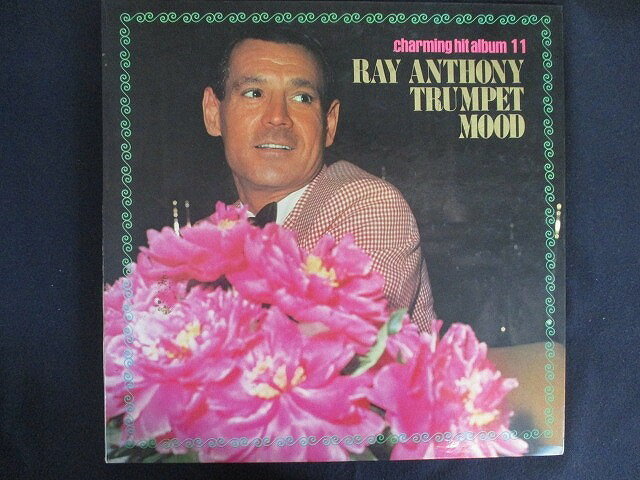 charming hit album 11
RAY ANTHONY
TRUMPET
MOOD